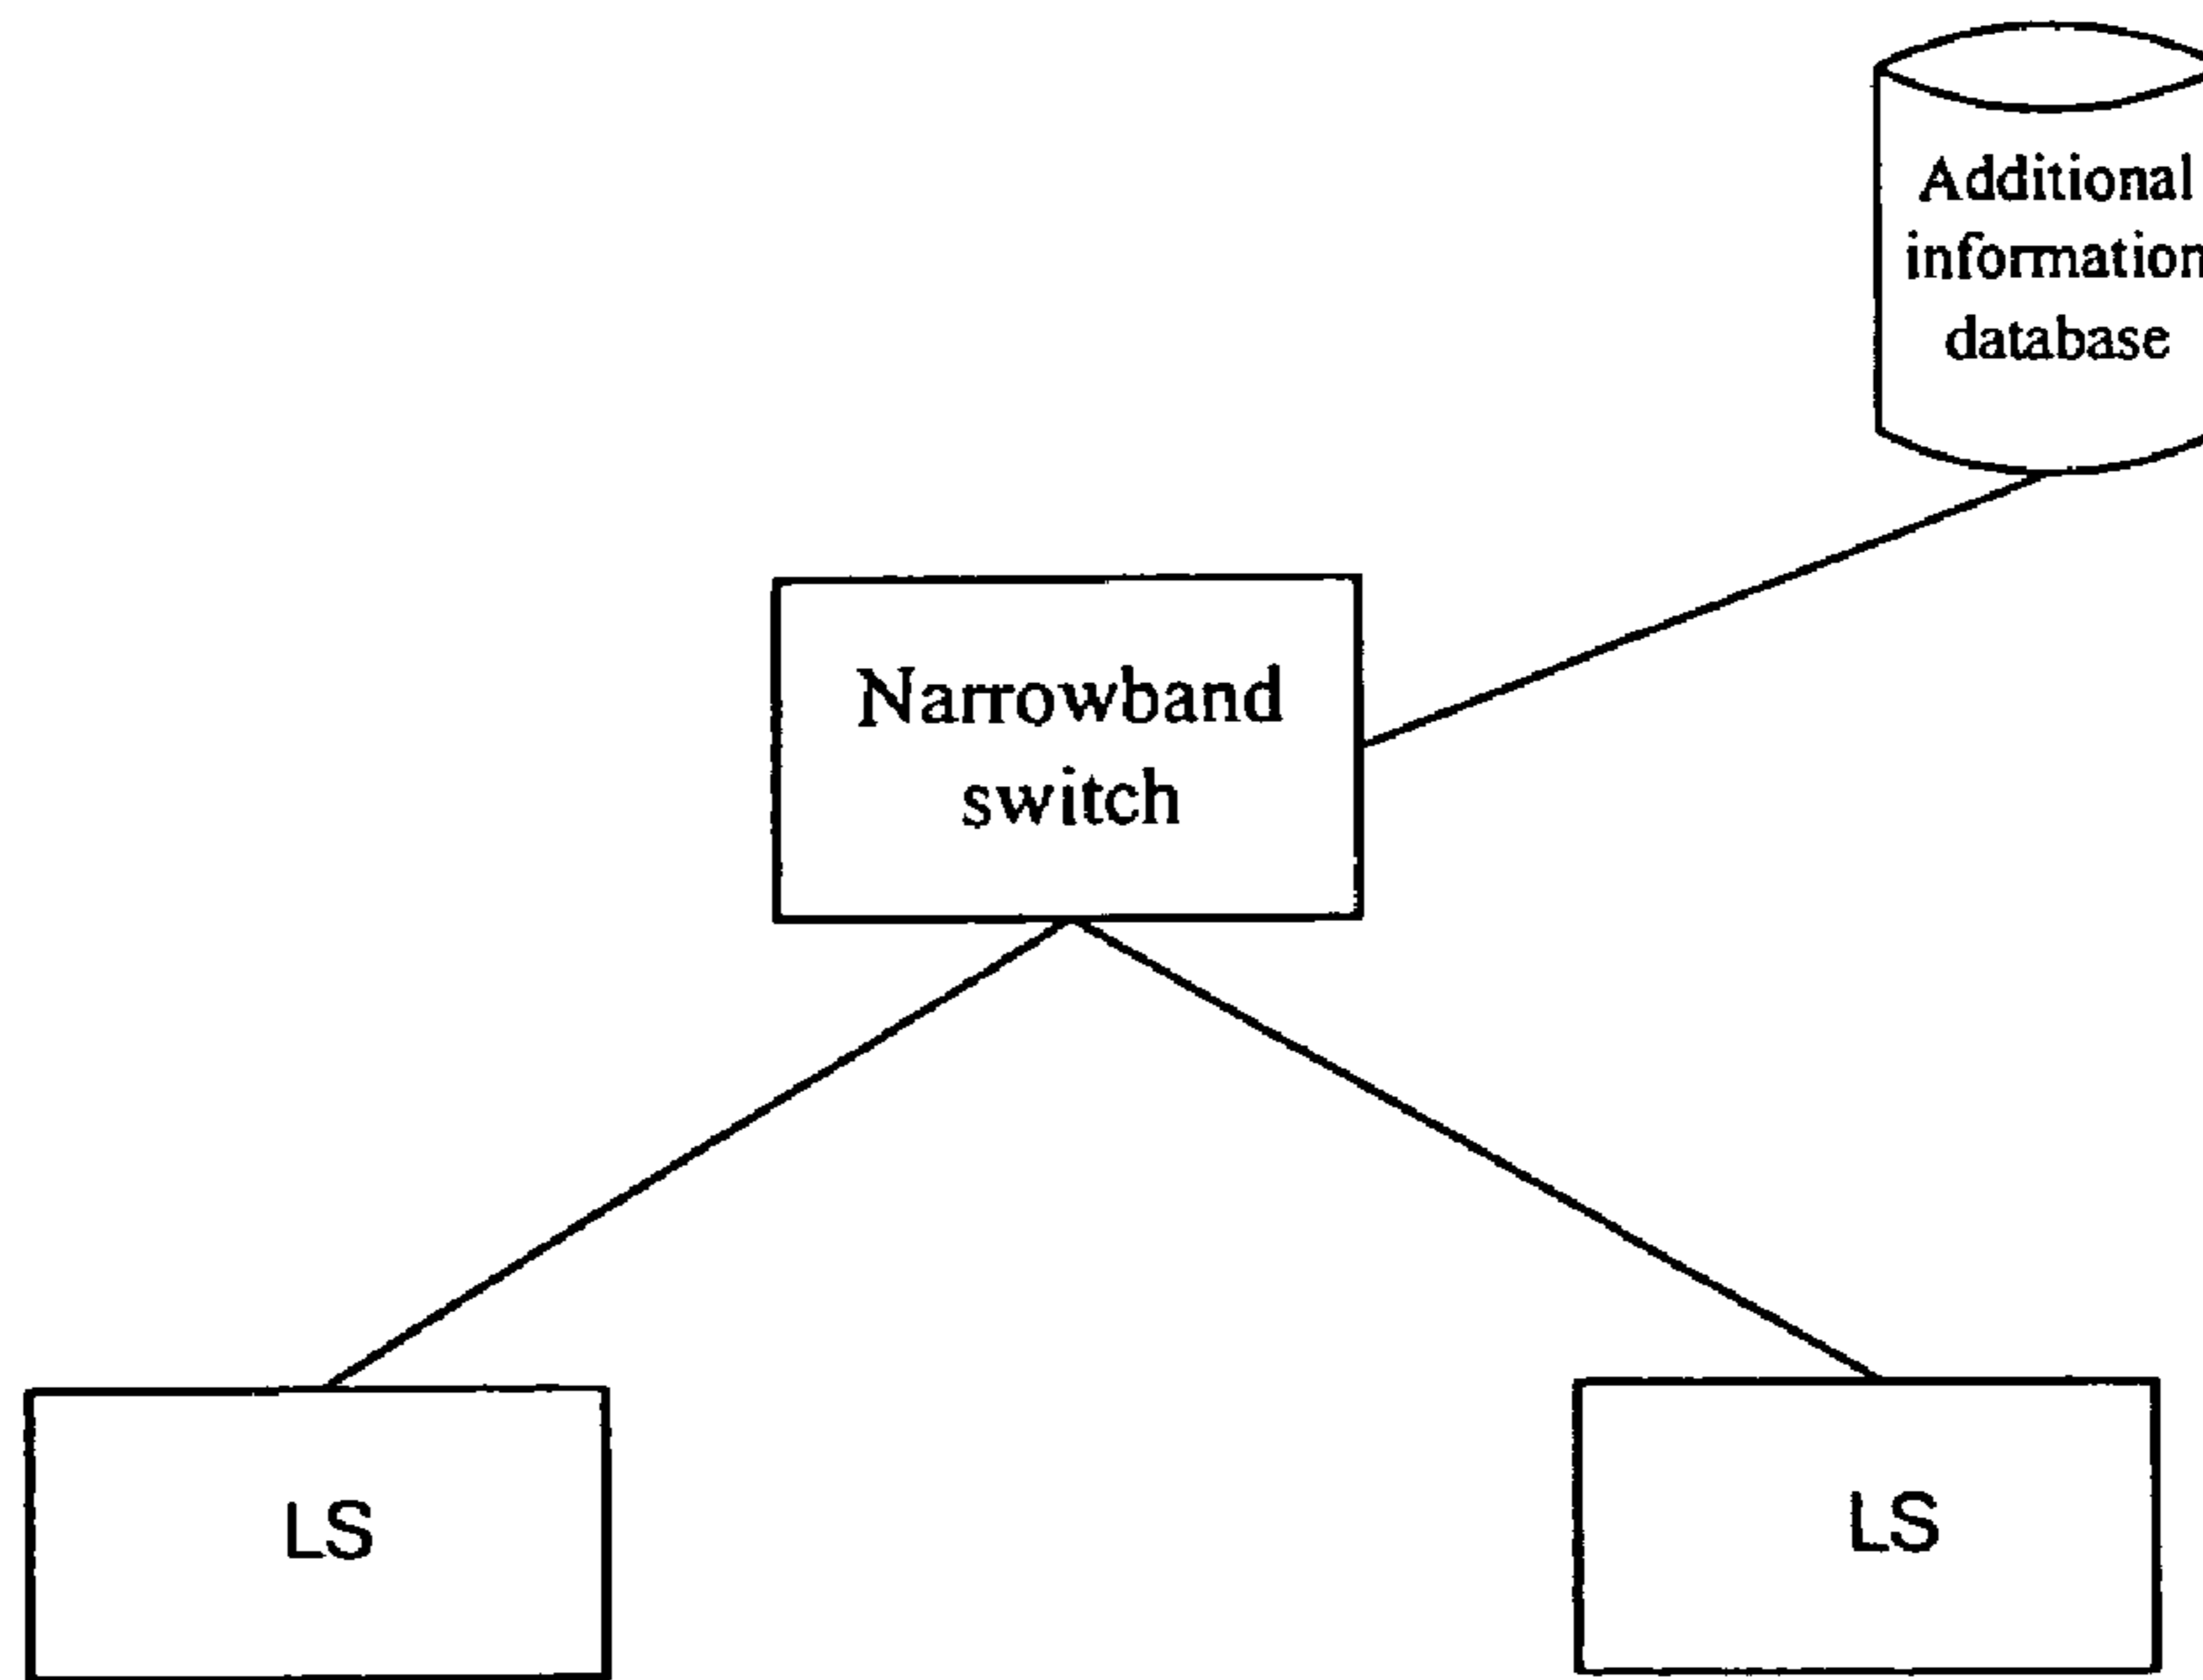 Additional
information
database
Narrowband
switch
LS
LS